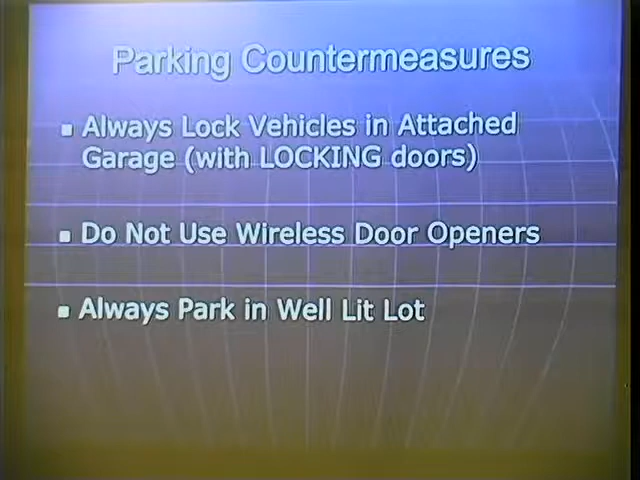 Parking Countermeasures
Always Lock Vehicles in Attached
Garage (with LOCKING doors)
Do Not Use Wireless Door Openers
Always Park in Well Lit Lot